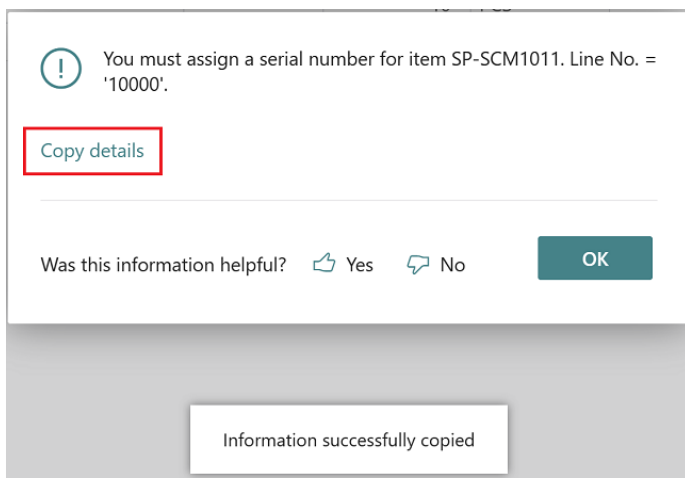 You must assign a serial number for item SP-SCM1011. Line No. =
'10000'.
Copy details
Was this information helpful? Yes No OK
Information successfully copied